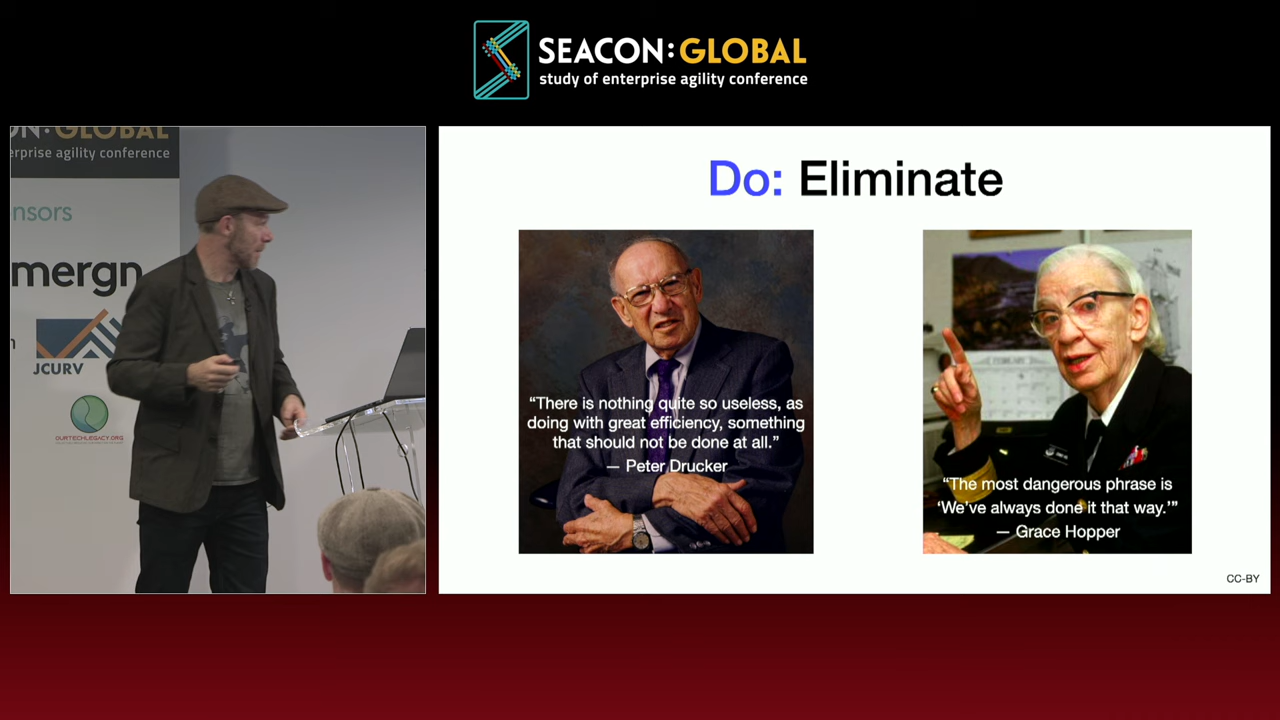 SEACON:GLOBAL
study of enterprise agility conference
ON:GLOBAL
erprise agility conference
nsors
mergn
JCURV
OURTECHLEGACY.ORG
Do: Eliminate
“There is nothing quite so useless, as
doing with great efficiency, something
that should not be done at all.”
— Peter Drucker
“The most dangerous phrase is
‘We’ve always done it that way.’”
— Grace Hopper
CC-BY